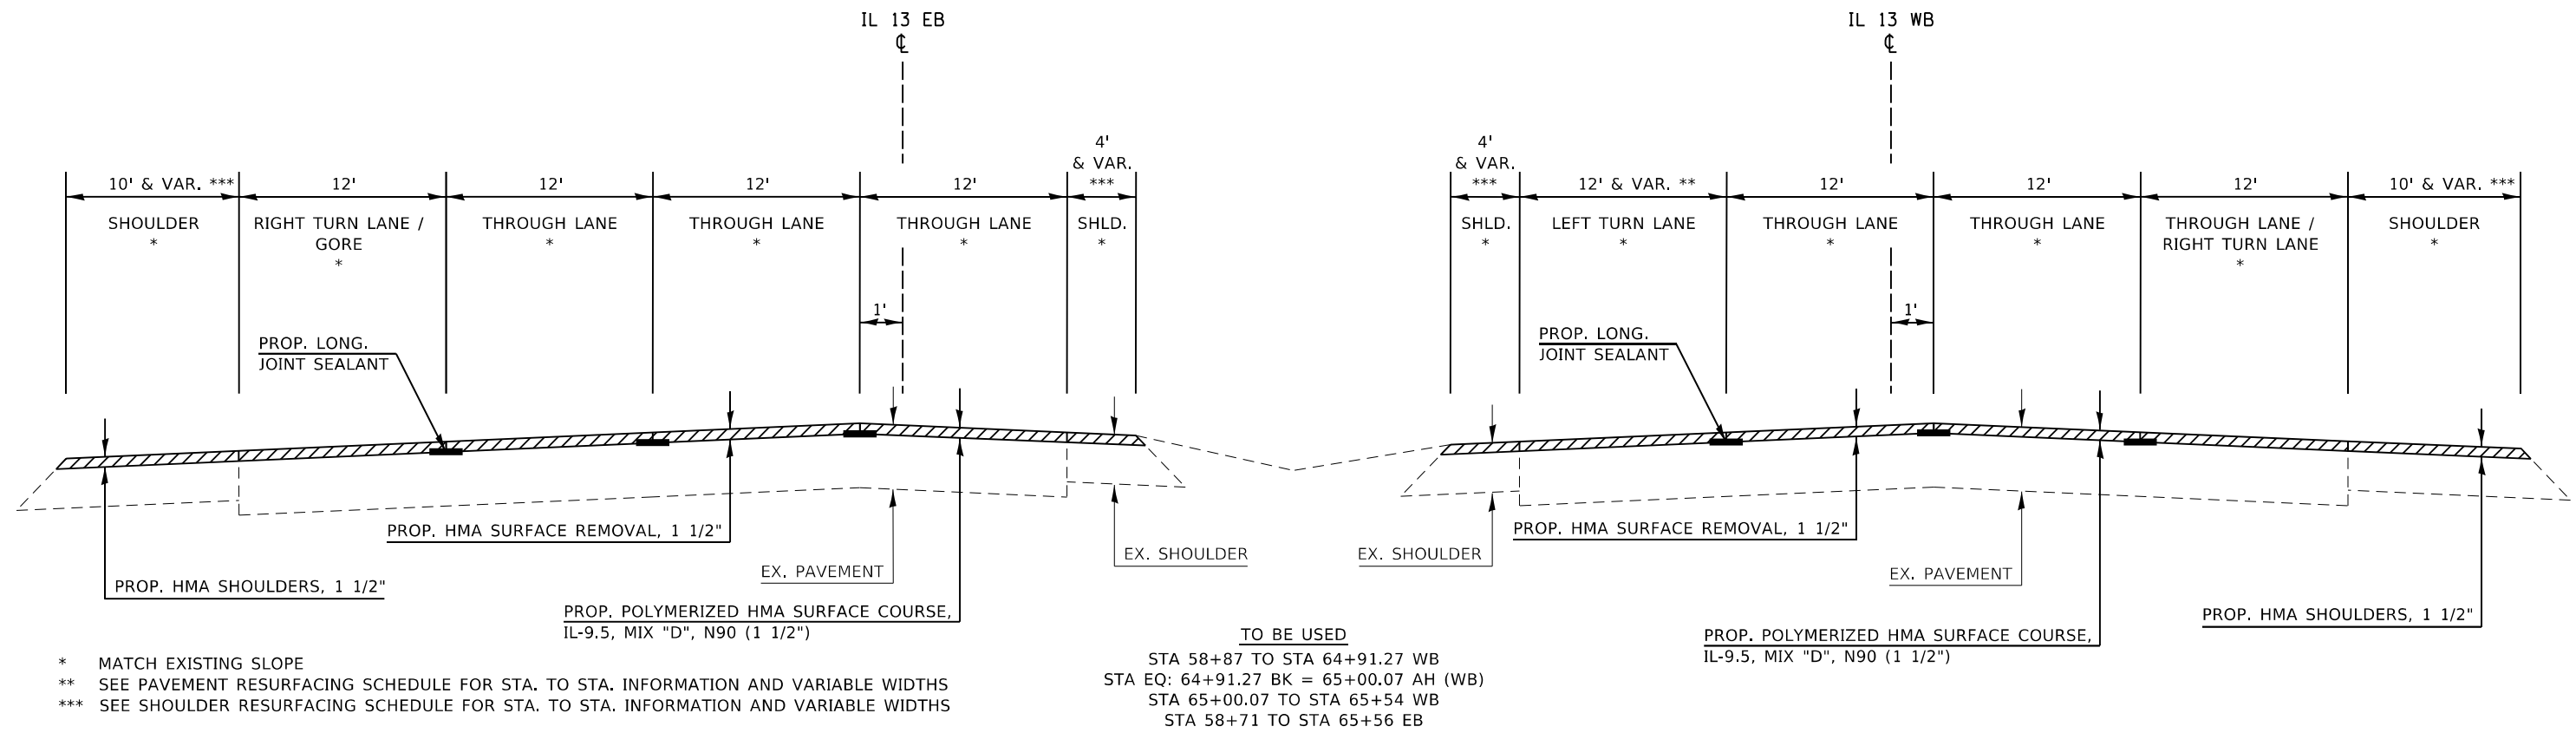 IL 13 EB
℄
IL 13 WB
℄
10' & VAR. ***
12'
12'
12'
12'
4'
& VAR.
***
SHOULDER
*
RIGHT TURN LANE /
GORE
*
THROUGH LANE
*
THROUGH LANE
*
THROUGH LANE
*
SHLD.
*
1'
PROP. LONG.
JOINT SEALANT
PROP. HMA SURFACE REMOVAL, 1 1/2"
EX. SHOULDER
EX. PAVEMENT
PROP. HMA SHOULDERS, 1 1/2"
PROP. POLYMERIZED HMA SURFACE COURSE,
IL-9.5, MIX "D", N90 (1 1/2")
4'
& VAR.
***
12' & VAR. **
12'
12'
12'
10' & VAR. ***
SHLD.
*
LEFT TURN LANE
*
THROUGH LANE
*
THROUGH LANE
*
THROUGH LANE /
RIGHT TURN LANE
*
SHOULDER
*
1'
PROP. LONG.
JOINT SEALANT
PROP. HMA SURFACE REMOVAL, 1 1/2"
EX. SHOULDER
EX. PAVEMENT
PROP. HMA SHOULDERS, 1 1/2"
PROP. POLYMERIZED HMA SURFACE COURSE,
IL-9.5, MIX "D", N90 (1 1/2")
* MATCH EXISTING SLOPE
** SEE PAVEMENT RESURFACING SCHEDULE FOR STA. TO STA. INFORMATION AND VARIABLE WIDTHS
*** SEE SHOULDER RESURFACING SCHEDULE FOR STA. TO STA. INFORMATION AND VARIABLE WIDTHS
TO BE USED
STA 58+87 TO STA 64+91.27 WB
STA EQ: 64+91.27 BK = 65+00.07 AH (WB)
STA 65+00.07 TO STA 65+54 WB
STA 58+71 TO STA 65+56 EB